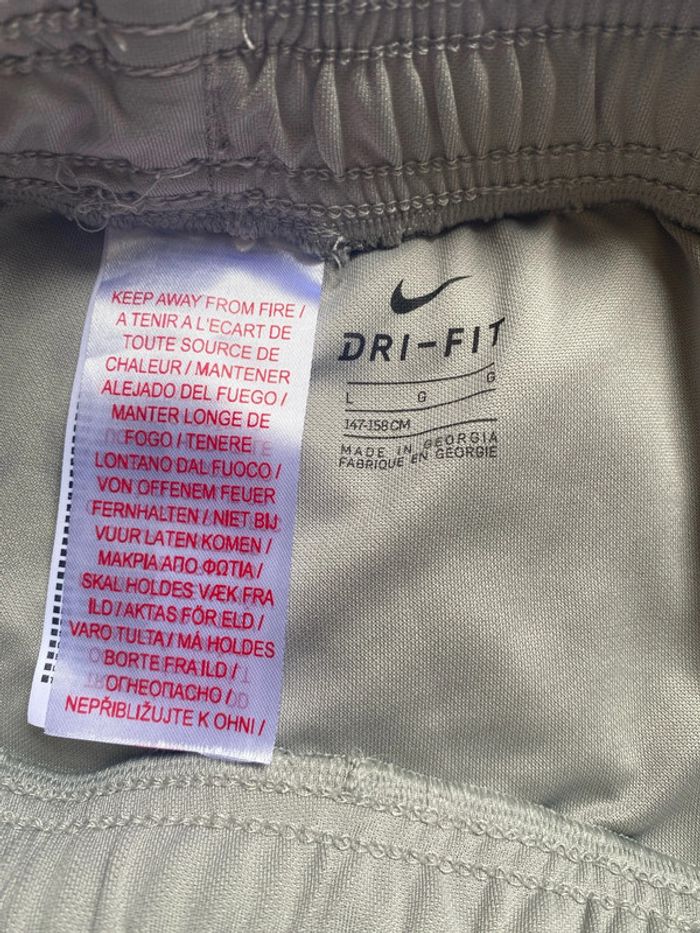 KEEP AWAY FROM FIRE /
A TENIR A L'ECART DE
TOUTE SOURCE DE
CHALEUR / MANTENER
ALEJADO DEL FUEGO /
MANTER LONGE DE
FOGO / TENERE
LONTANO DAL FUOCO /
VON OFFENEM FEUER
FERNHALTEN / NIET BIJ
VUUR LATEN KOMEN /
ΜΑΚΡΙΑ ΑΠΟ ΦΩΤΙΑ /
SKAL HOLDES VÆK FRA
ILD / AKTAS FÖR ELD /
VARO TULTA / MÅ HOLDES
BORTE FRA ILD /
ОГНЕОПАСНО /
NEPŘIBLIŽUJTE K OHNI /
DRI-FIT
L G G
147-158CM
MADE IN GEORGIA
FABRIQUE EN GEORGIE